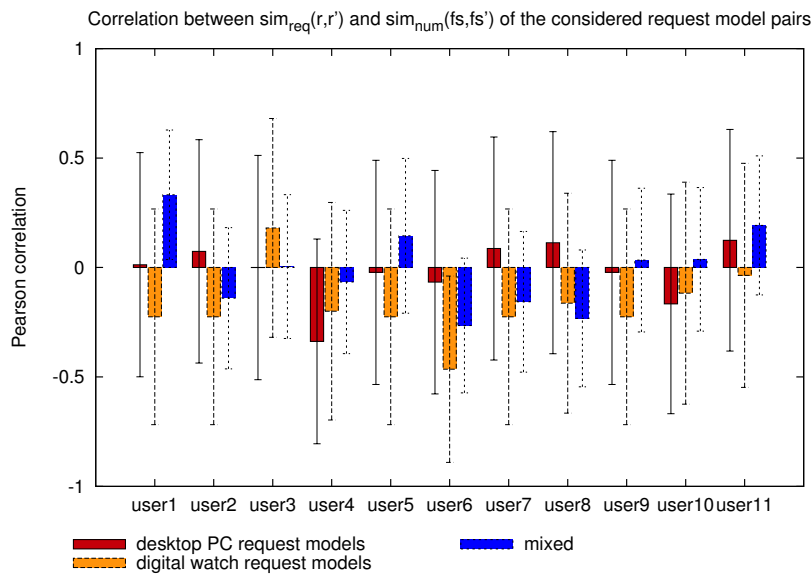 Correlation between sim_req(r,r') and sim_num(fs,fs') of the considered request model pairs
1
0.5
0
-0.5
-1
Pearson correlation
user1 user2 user3 user4 user5 user6 user7 user8 user9 user10 user11
desktop PC request models
digital watch request models
mixed